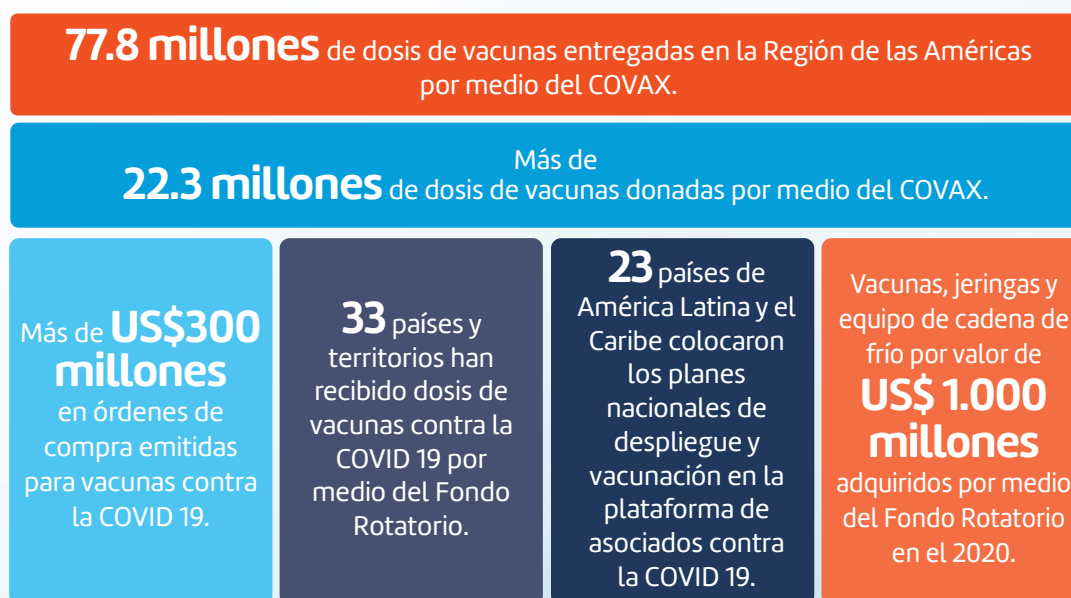 77.8 millones de dosis de vacunas entregadas en la Región de las Américas
por medio del COVAX.
Más de
22.3 millones de dosis de vacunas donadas por medio del COVAX.
Más de US$300
millones
en órdenes de
compra emitidas
para vacunas contra
la COVID 19.
33 países y
territorios han
recibido dosis de
vacunas contra la
COVID 19 por
medio del Fondo
Rotatorio.
23 países de
América Latina y el
Caribe colocaron
los planes
nacionales de
despliegue y
vacunación en la
plataforma de
asociados contra
la COVID 19.
Vacunas, jeringas y
equipo de cadena de
frío por valor de
US$ 1.000
millones
adquiridos por medio
del Fondo Rotatorio
en el 2020.